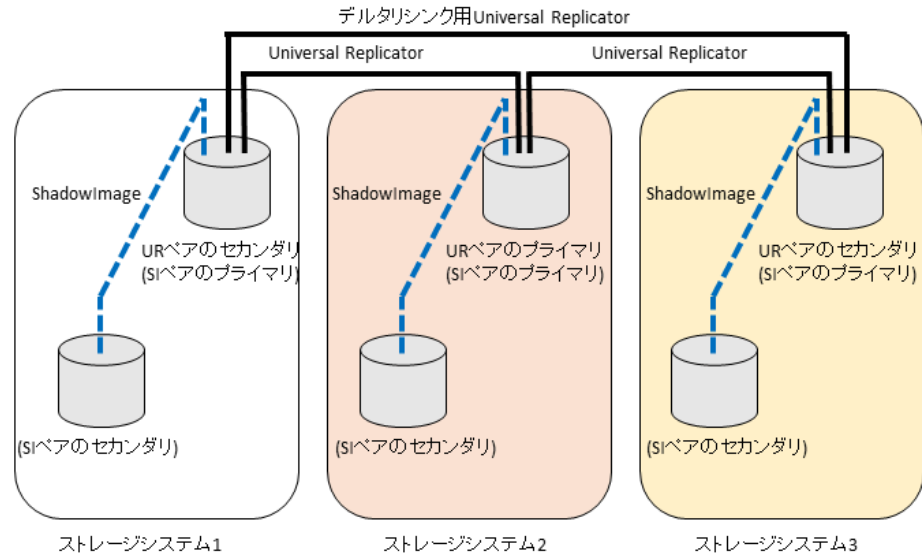 デルタリシンク用Universal Replicator
Universal Replicator
Universal Replicator
ShadowImage
URペアのセカンダリ
(SIペアのプライマリ)
(SIペアのセカンダリ)
ストレージシステム1
ShadowImage
URペアのプライマリ
(SIペアのプライマリ)
(SIペアのセカンダリ)
ストレージシステム2
ShadowImage
URペアのセカンダリ
(SIペアのプライマリ)
(SIペアのセカンダリ)
ストレージシステム3